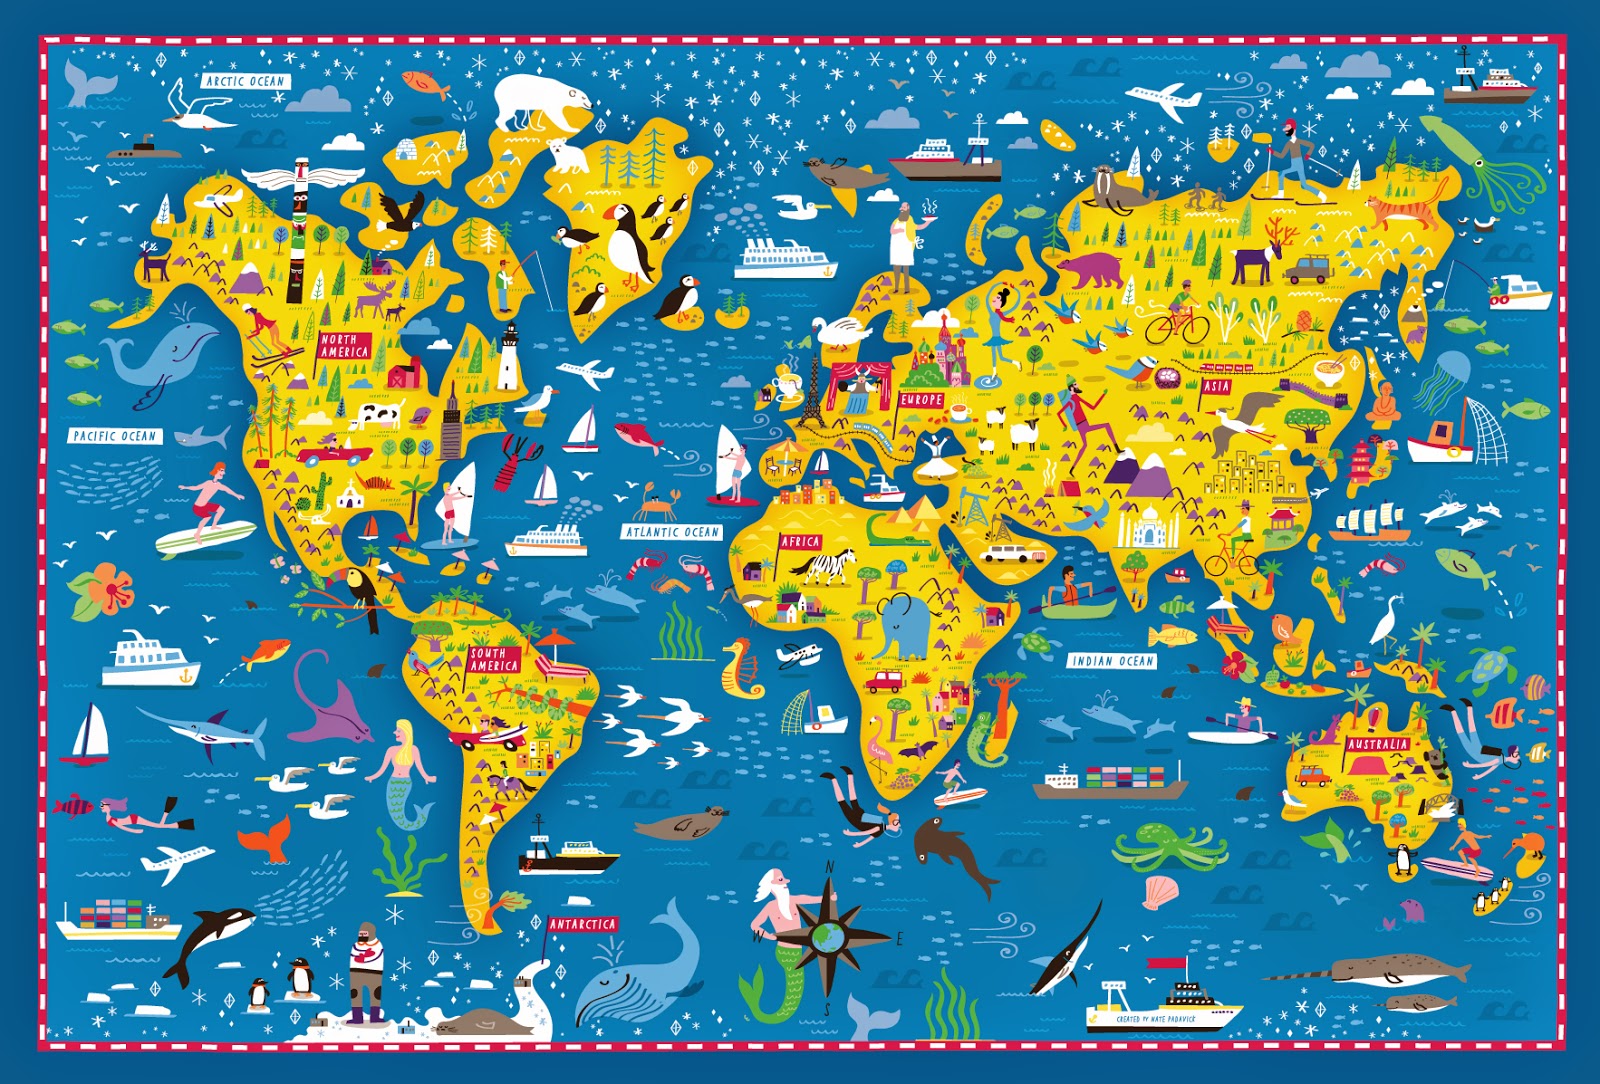 ARCTIC OCEAN
NORTH
AMERICA
PACIFIC OCEAN
EUROPE
ASIA
ATLANTIC OCEAN
AFRICA
SOUTH
AMERICA
INDIAN OCEAN
AUSTRALIA
ANTARCTICA
N
W
E
S
CREATED BY NATE PADAVICK